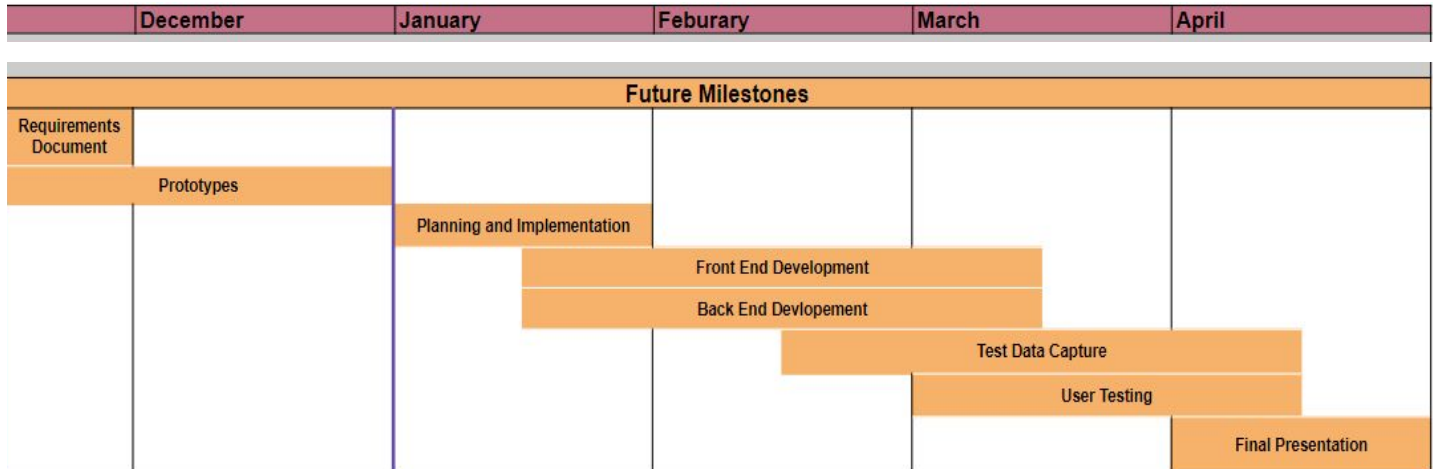 December January Feburary March April
Future Milestones
Requirements
Document
Prototypes
Planning and Implementation
Front End Development
Back End Devlopement
Test Data Capture
User Testing
Final Presentation